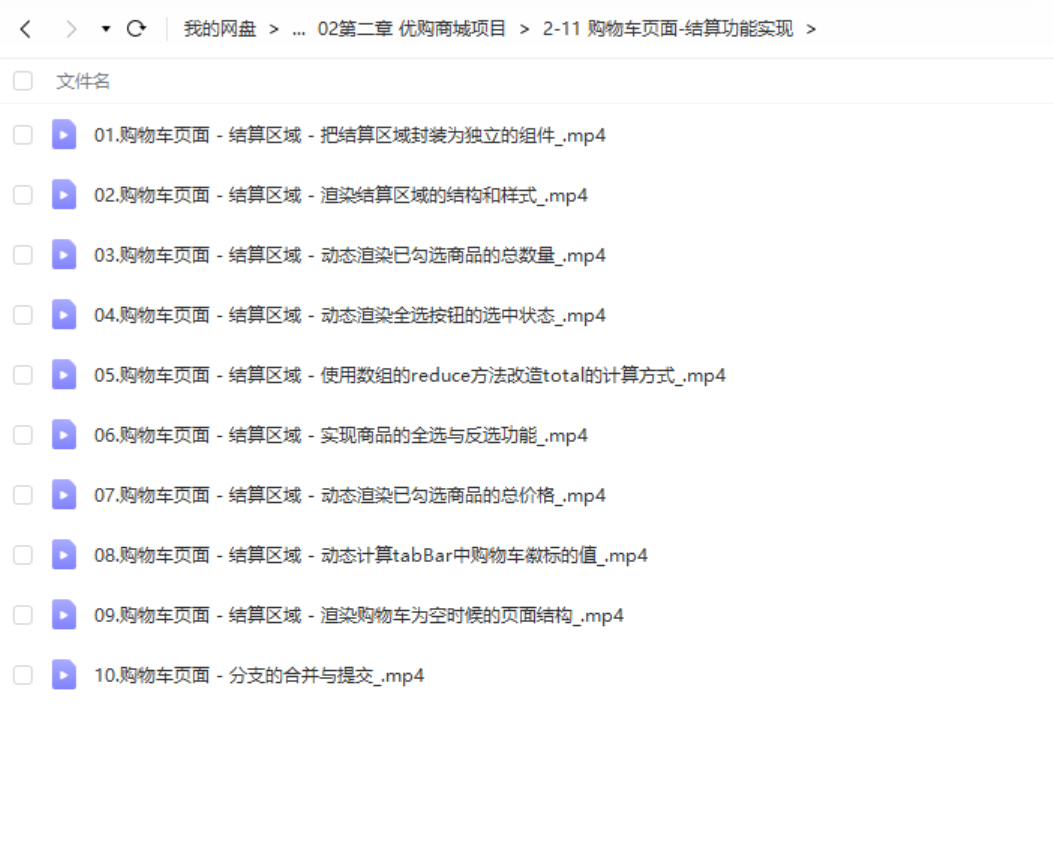 我的网盘 > ... 02第二章 优购商城项目 > 2-11 购物车页面-结算功能实现 >
文件名
01.购物车页面 - 结算区域 - 把结算区域封装为独立的组件_.mp4
02.购物车页面 - 结算区域 - 渲染结算区域的结构和样式_.mp4
03.购物车页面 - 结算区域 - 动态渲染已勾选商品的总数量_.mp4
04.购物车页面 - 结算区域 - 动态渲染全选按钮的选中状态_.mp4
05.购物车页面 - 结算区域 - 使用数组的reduce方法改造total的计算方式_.mp4
06.购物车页面 - 结算区域 - 实现商品的全选与反选功能_.mp4
07.购物车页面 - 结算区域 - 动态渲染已勾选商品的总价格_.mp4
08.购物车页面 - 结算区域 - 动态计算tabBar中购物车徽标的值_.mp4
09.购物车页面 - 结算区域 - 渲染购物车为空时候的页面结构_.mp4
10.购物车页面 - 分支的合并与提交_.mp4